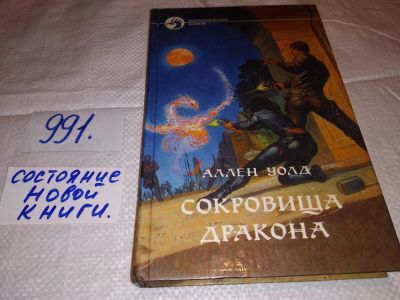 991.
СОСТОЯНИЕ
НОВОЙ
КНИГИ.
АЛЛЕН УОЛД
СОКРОВИЩА
ДРАКОНА